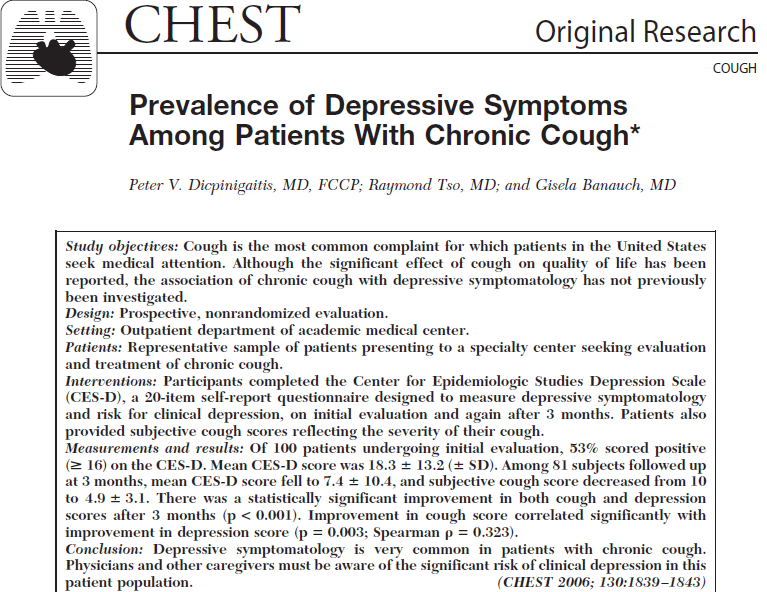 CHEST
Original Research
COUGH
Prevalence of Depressive Symptoms
Among Patients With Chronic Cough*
Peter V. Dicpinigaitis, MD, FCCP; Raymond Tso, MD; and Gisela Banauch, MD
Study objectives: Cough is the most common complaint for which patients in the United States
seek medical attention. Although the significant effect of cough on quality of life has been
reported, the association of chronic cough with depressive symptomatology has not previously
been investigated.
Design: Prospective, nonrandomized evaluation.
Setting: Outpatient department of academic medical center.
Patients: Representative sample of patients presenting to a specialty center seeking evaluation
and treatment of chronic cough.
Interventions: Participants completed the Center for Epidemiologic Studies Depression Scale
(CES-D), a 20-item self-report questionnaire designed to measure depressive symptomatology
and risk for clinical depression, on initial evaluation and again after 3 months. Patients also
provided subjective cough scores reflecting the severity of their cough.
Measurements and results: Of 100 patients undergoing initial evaluation, 53% scored positive
(≥ 16) on the CES-D. Mean CES-D score was 18.3 ± 13.2 (± SD). Among 81 subjects followed up
at 3 months, mean CES-D score fell to 7.4 ± 10.4, and subjective cough score decreased from 10
to 4.9 ± 3.1. There was a statistically significant improvement in both cough and depression
scores after 3 months (p < 0.001). Improvement in cough score correlated significantly with
improvement in depression score (p = 0.003; Spearman ρ = 0.323).
Conclusion: Depressive symptomatology is very common in patients with chronic cough.
Physicians and other caregivers must be aware of the significant risk of clinical depression in this
patient population. (CHEST 2006; 130:1839–1843)